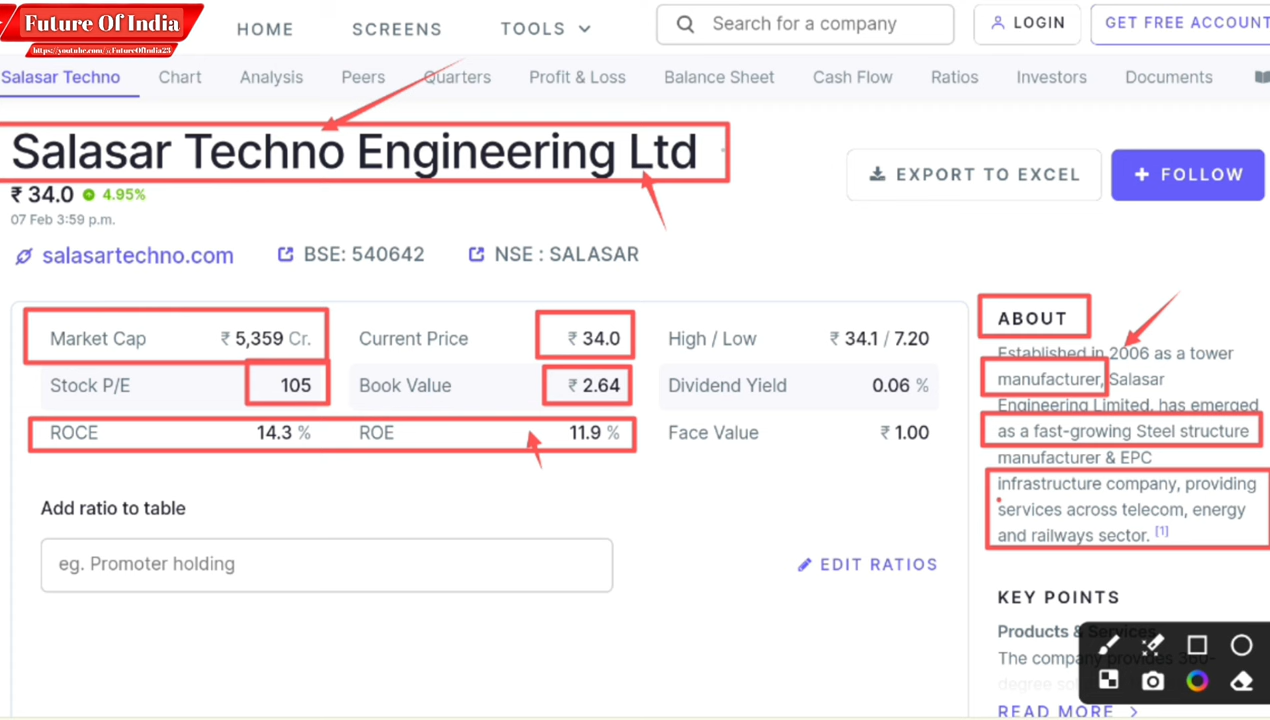 Future Of India
https://youtube.com/@FutureOfIndia23
HOME SCREENS TOOLS
Search for a company
LOGIN
GET FREE ACCOUNT
Salasar Techno Chart Analysis Peers Quarters Profit & Loss Balance Sheet Cash Flow Ratios Investors Documents
Salasar Techno Engineering Ltd
₹ 34.0 4.95%
07 Feb 3:59 p.m.
EXPORT TO EXCEL
+ FOLLOW
salasartechno.com BSE: 540642 NSE : SALASAR
Market Cap ₹ 5,359 Cr. Current Price ₹ 34.0 High / Low ₹ 34.1 / 7.20
Stock P/E 105 Book Value ₹ 2.64 Dividend Yield 0.06 %
ROCE 14.3 % ROE 11.9 % Face Value ₹ 1.00
Add ratio to table
eg. Promoter holding
EDIT RATIOS
ABOUT
Established in 2006 as a tower
manufacturer, Salasar
Engineering Limited, has emerged
as a fast-growing Steel structure
manufacturer & EPC
infrastructure company, providing
services across telecom, energy
and railways sector. [1]
KEY POINTS
Products & Services
The company provides 360-
degree
READ MORE >